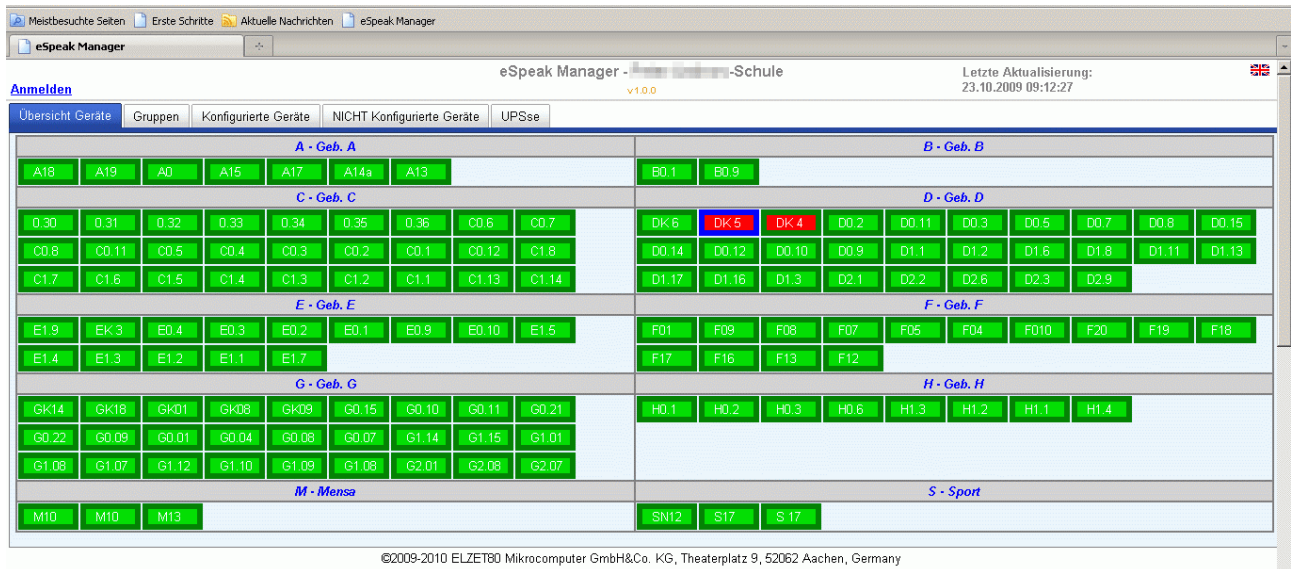 Meistbesuchte Seiten Erste Schritte Aktuelle Nachrichten eSpeak Manager
eSpeak Manager
eSpeak Manager - -Schule
v1.0.0
Letzte Aktualisierung:
23.10.2009 09:12:27
Anmelden
Übersicht Geräte Gruppen Konfigurierte Geräte NICHT Konfigurierte Geräte UPSse
A - Geb. A
A18 A19 A0 A15 A17 A14a A13
B - Geb. B
B0.1 B0.9
C - Geb. C
0.30 0.31 0.32 0.33 0.34 0.35 0.36 C0.6 C0.7
C0.8 C0.11 C0.5 C0.4 C0.3 C0.2 C0.1 C0.12 C1.8
C1.7 C1.6 C1.5 C1.4 C1.3 C1.2 C1.1 C1.13 C1.14
D - Geb. D
DK 6 DK 5 DK 4 D0.2 D0.11 D0.3 D0.5 D0.7 D0.8 D0.15
D0.14 D0.12 D0.10 D0.9 D1.1 D1.2 D1.6 D1.8 D1.11 D1.13
D1.17 D1.16 D1.3 D2.1 D2.2 D2.6 D2.3 D2.9
E - Geb. E
E1.9 EK 3 E0.4 E0.3 E0.2 E0.1 E0.9 E0.10 E1.5
E1.4 E1.3 E1.2 E1.1 E1.7
F - Geb. F
F01 F09 F08 F07 F05 F04 F010 F20 F19 F18
F17 F16 F13 F12
G - Geb. G
GK14 GK18 GK01 GK08 GK09 G0.15 G0.10 G0.11 G0.21
G0.22 G0.09 G0.01 G0.04 G0.08 G0.07 G1.14 G1.15 G1.01
G1.08 G1.07 G1.12 G1.10 G1.09 G1.08 G2.01 G2.08 G2.07
H - Geb. H
H0.1 H0.2 H0.3 H0.6 H1.3 H1.2 H1.1 H1.4
M - Mensa
M10 M10 M13
S - Sport
SN12 S17 S 17
©2009-2010 ELZET80 Mikrocomputer GmbH&Co. KG, Theaterplatz 9, 52062 Aachen, Germany